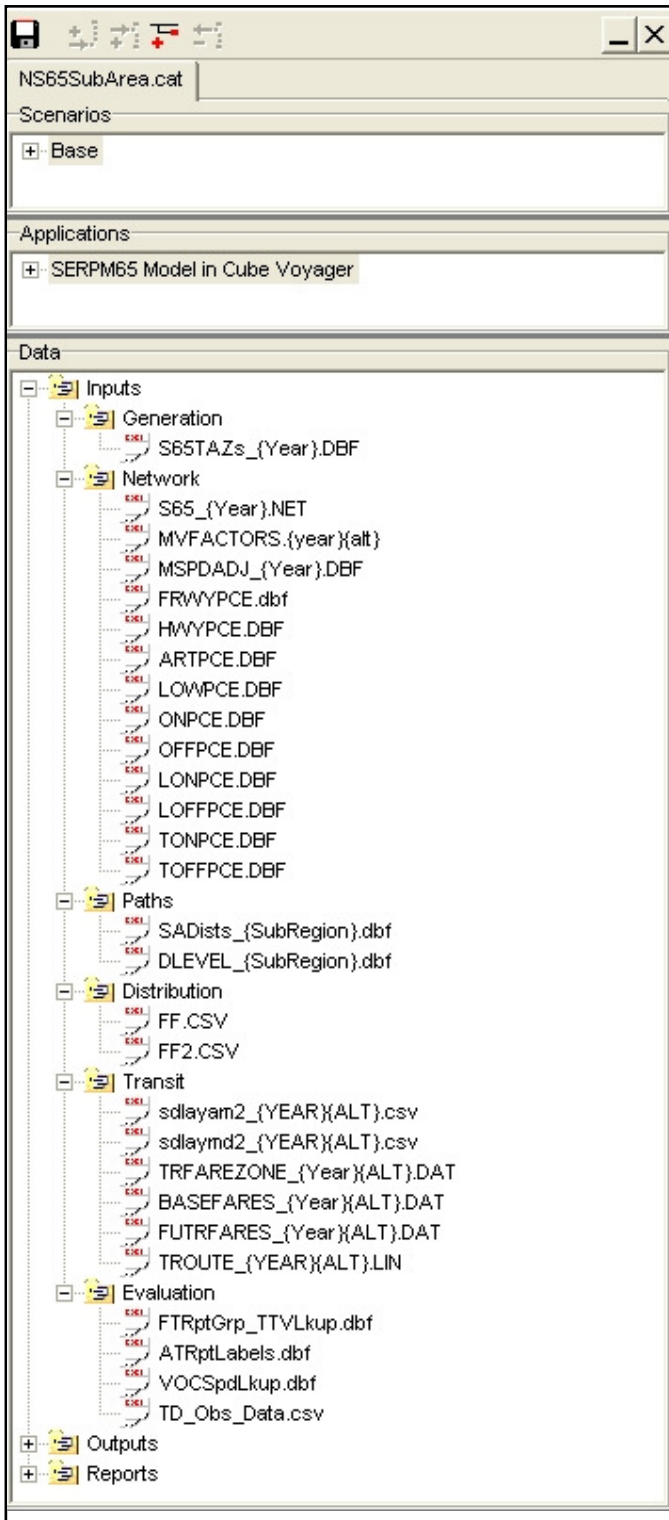 NS65SubArea.cat
Scenarios
Base
Applications
SERPM65 Model in Cube Voyager
Data
Inputs
Generation
S65TAZs_{Year}.DBF
Network
S65_{Year}.NET
MVFACTORS.{year}{alt}
MSPDADJ_{Year}.DBF
FRWYPCE.dbf
HWYPCE.DBF
ARTPCE.DBF
LOWPCE.DBF
ONPCE.DBF
OFFPCE.DBF
LONPCE.DBF
LOFFPCE.DBF
TONPCE.DBF
TOFFPCE.DBF
Paths
SADists_{SubRegion}.dbf
DLEVEL_{SubRegion}.dbf
Distribution
FF.CSV
FF2.CSV
Transit
sdlayam2_{YEAR}{ALT}.csv
sdlaymd2_{YEAR}{ALT}.csv
TRFAREZONE_{Year}{ALT}.DAT
BASEFARES_{Year}{ALT}.DAT
FUTRFARES_{Year}{ALT}.DAT
TROUTE_{YEAR}{ALT}.LIN
Evaluation
FTRptGrp_TTVLkup.dbf
ATRptLabels.dbf
VOCSpdLkup.dbf
TD_Obs_Data.csv
Outputs
Reports